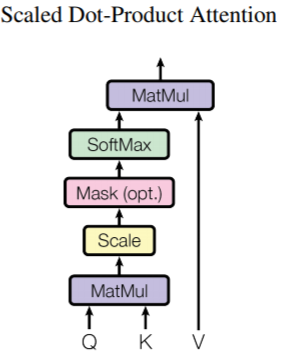 Scaled Dot-Product Attention
MatMul
SoftMax
Mask (opt.)
Scale
MatMul
Q K V